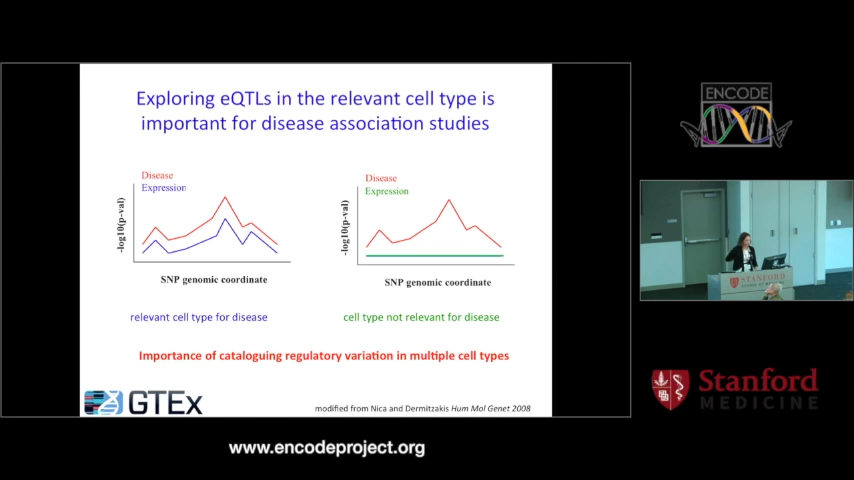 Exploring eQTLs in the relevant cell type is
important for disease association studies
Disease
Expression
-log10(p-val)
SNP genomic coordinate
relevant cell type for disease
Disease
Expression
-log10(p-val)
SNP genomic coordinate
cell type not relevant for disease
Importance of cataloguing regulatory variation in multiple cell types
GTEx
modified from Nica and Dermitzakis Hum Mol Genet 2008
ENCODE
STANFORD
Stanford
MEDICINE
www.encodeproject.org